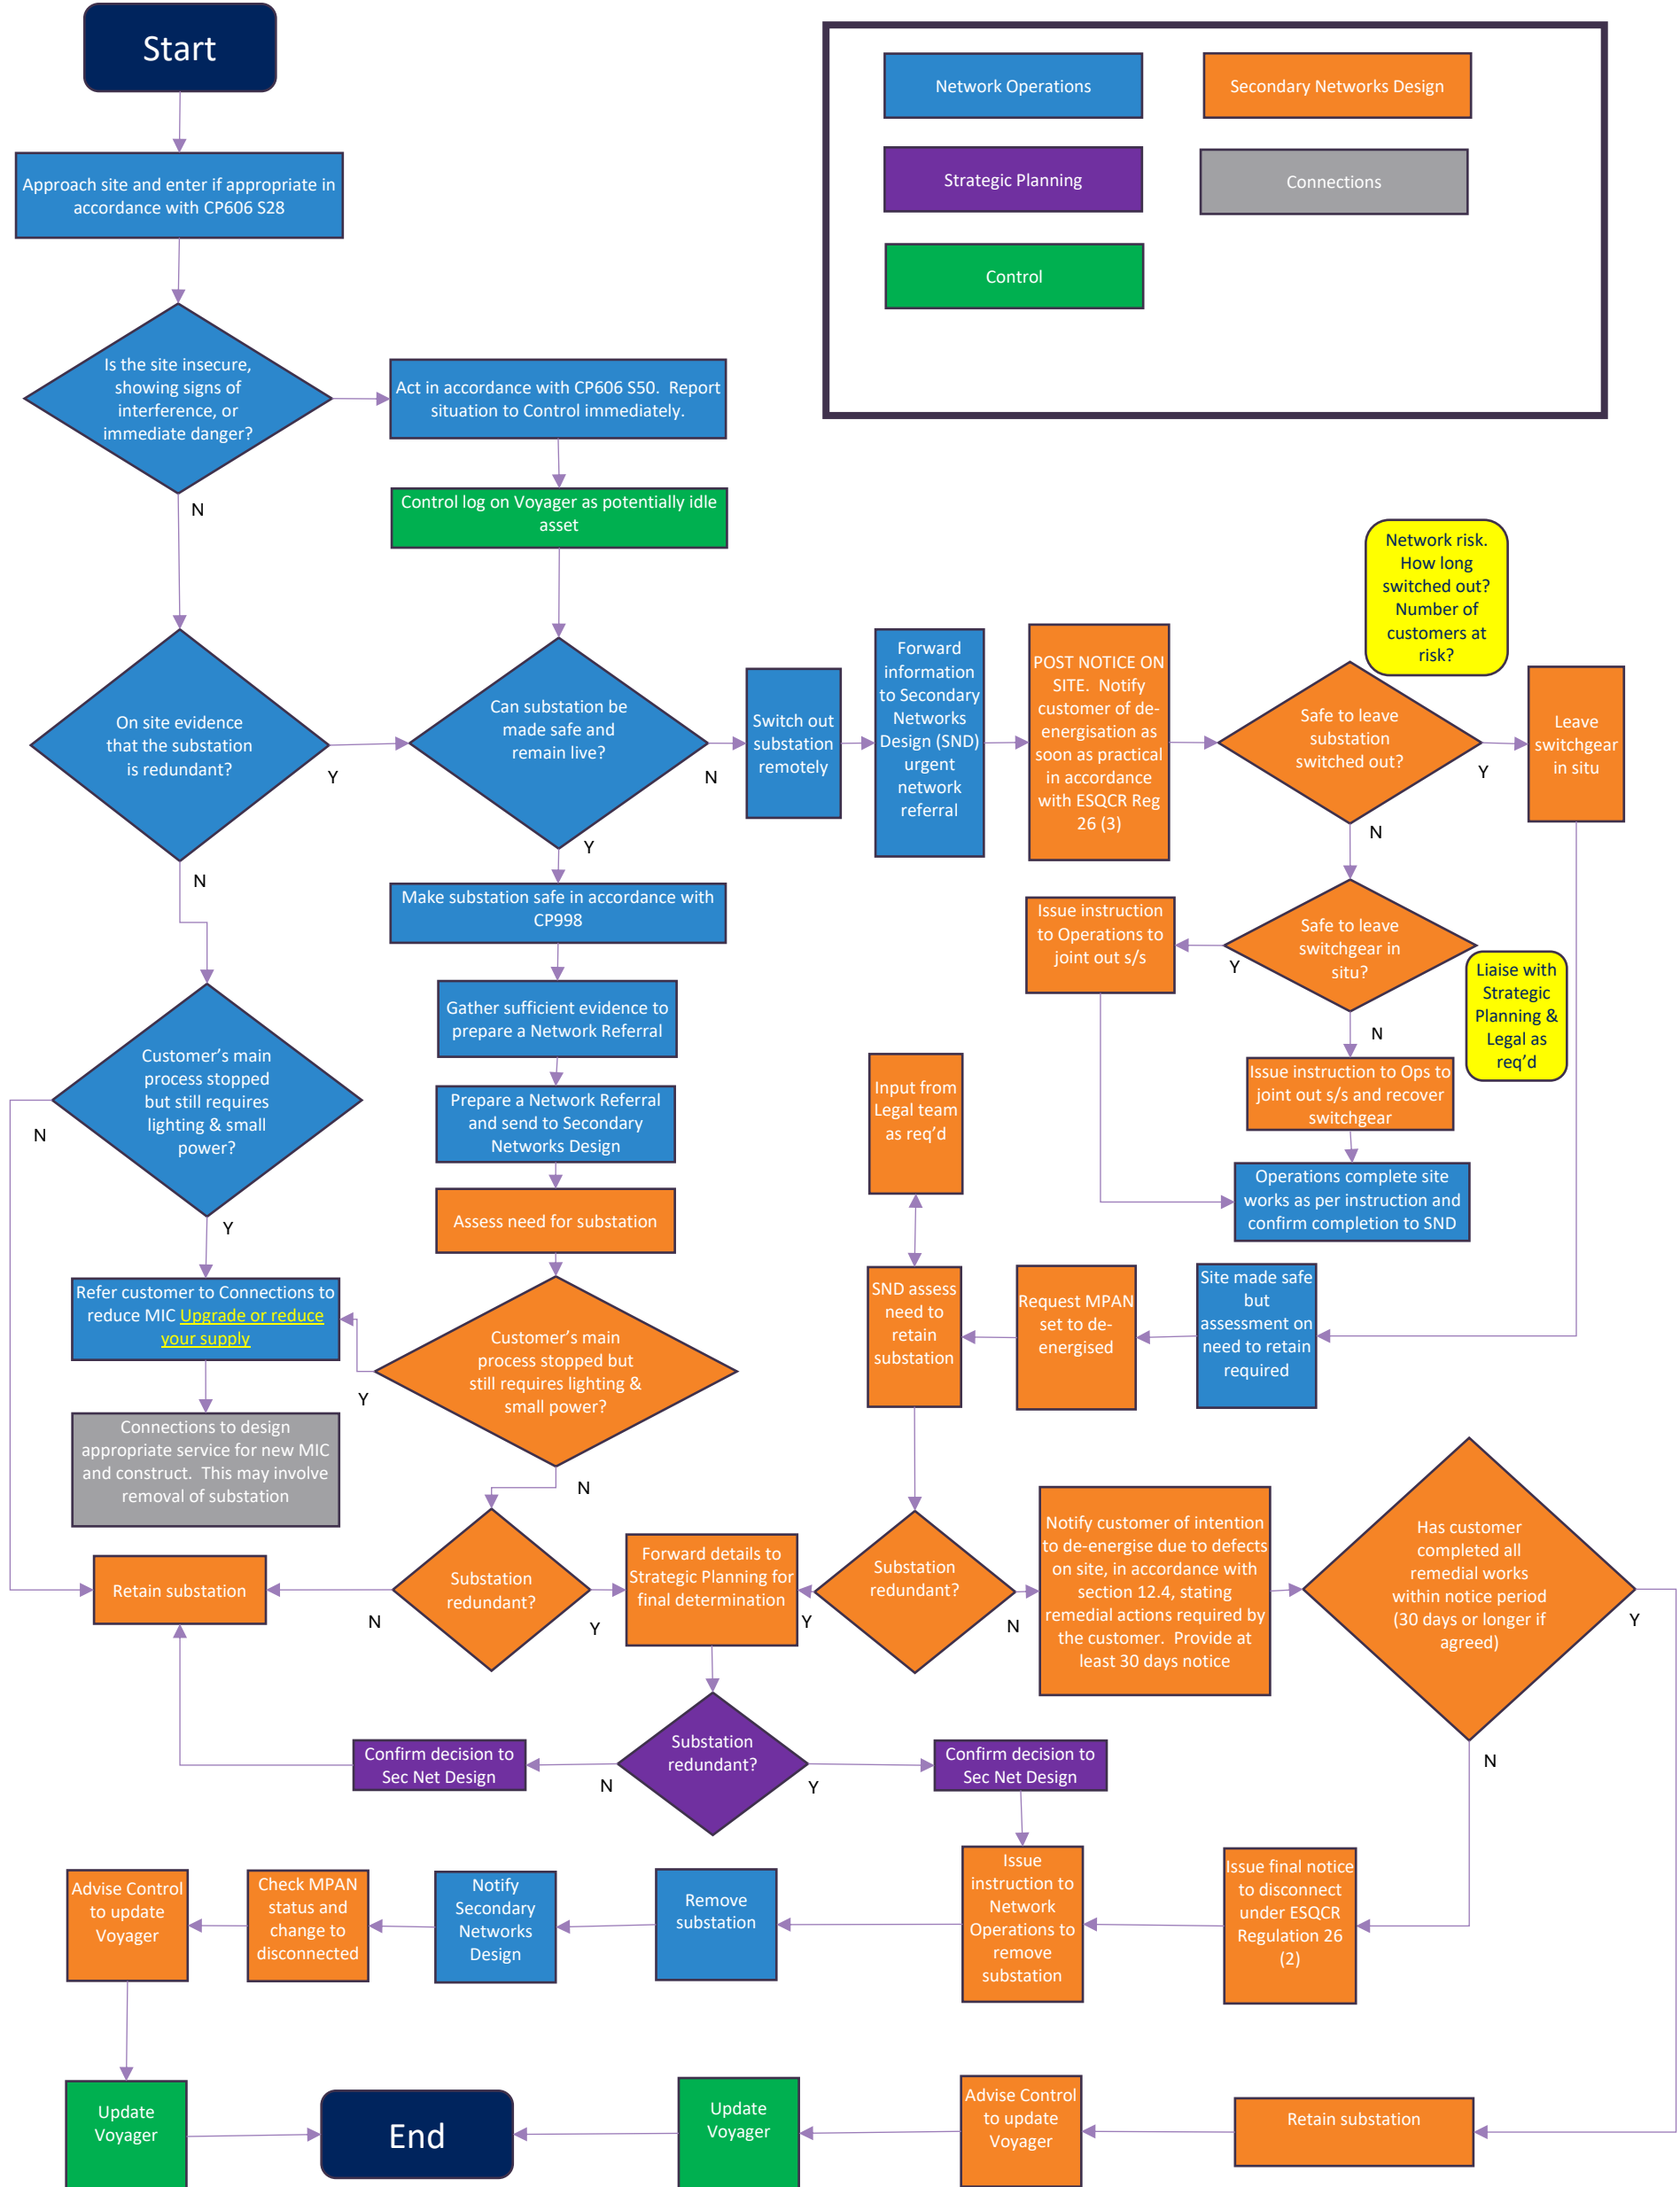 Start
Network Operations
Secondary Networks Design
Strategic Planning
Connections
Control
Approach site and enter if appropriate in
accordance with CP606 S28
Is the site insecure,
showing signs of
interference, or
immediate danger?
N
Act in accordance with CP606 S50. Report
situation to Control immediately.
Control log on Voyager as potentially idle
asset
On site evidence
that the substation
is redundant?
Y
N
Can substation be
made safe and
remain live?
N
Y
Switch out
substation
remotely
Forward
information
to Secondary
Networks
Design (SND)
urgent
network
referral
POST NOTICE ON
SITE. Notify
customer of de-
energisation as
soon as practical
in accordance
with ESQCR Reg
26 (3)
Network risk.
How long
switched out?
Number of
customers at
risk?
Safe to leave
substation
switched out?
Y
N
Leave
switchgear
in situ
Make substation safe in accordance with
CP998
Gather sufficient evidence to
prepare a Network Referral
Prepare a Network Referral
and send to Secondary
Networks Design
Assess need for substation
Issue instruction
to Operations to
joint out s/s
Safe to leave
switchgear in
situ?
Y
N
Liaise with
Strategic
Planning &
Legal as
req'd
Issue instruction to Ops to
joint out s/s and recover
switchgear
Operations complete site
works as per instruction and
confirm completion to SND
Customer's main
process stopped
but still requires
lighting & small
power?
N
Y
Refer customer to Connections to
reduce MIC Upgrade or reduce
your supply
Connections to design
appropriate service for new MIC
and construct. This may involve
removal of substation
Customer's main
process stopped but
still requires lighting &
small power?
Y
N
Input from
Legal team
as req'd
SND assess
need to
retain
substation
Request MPAN
set to de-
energised
Site made safe
but
assessment on
need to retain
required
Retain substation
Substation
redundant?
N
Y
Forward details to
Strategic Planning for
final determination
Substation
redundant?
Y
N
Notify customer of intention
to de-energise due to defects
on site, in accordance with
section 12.4, stating
remedial actions required by
the customer. Provide at
least 30 days notice
Has customer
completed all
remedial works
within notice period
(30 days or longer if
agreed)
Y
N
Confirm decision to
Sec Net Design
Substation
redundant?
N
Y
Confirm decision to
Sec Net Design
Advise Control
to update
Voyager
Check MPAN
status and
change to
disconnected
Notify
Secondary
Networks
Design
Remove
substation
Issue
instruction to
Network
Operations to
remove
substation
Issue final notice
to disconnect
under ESQCR
Regulation 26
(2)
Update
Voyager
End
Update
Voyager
Advise Control
to update
Voyager
Retain substation